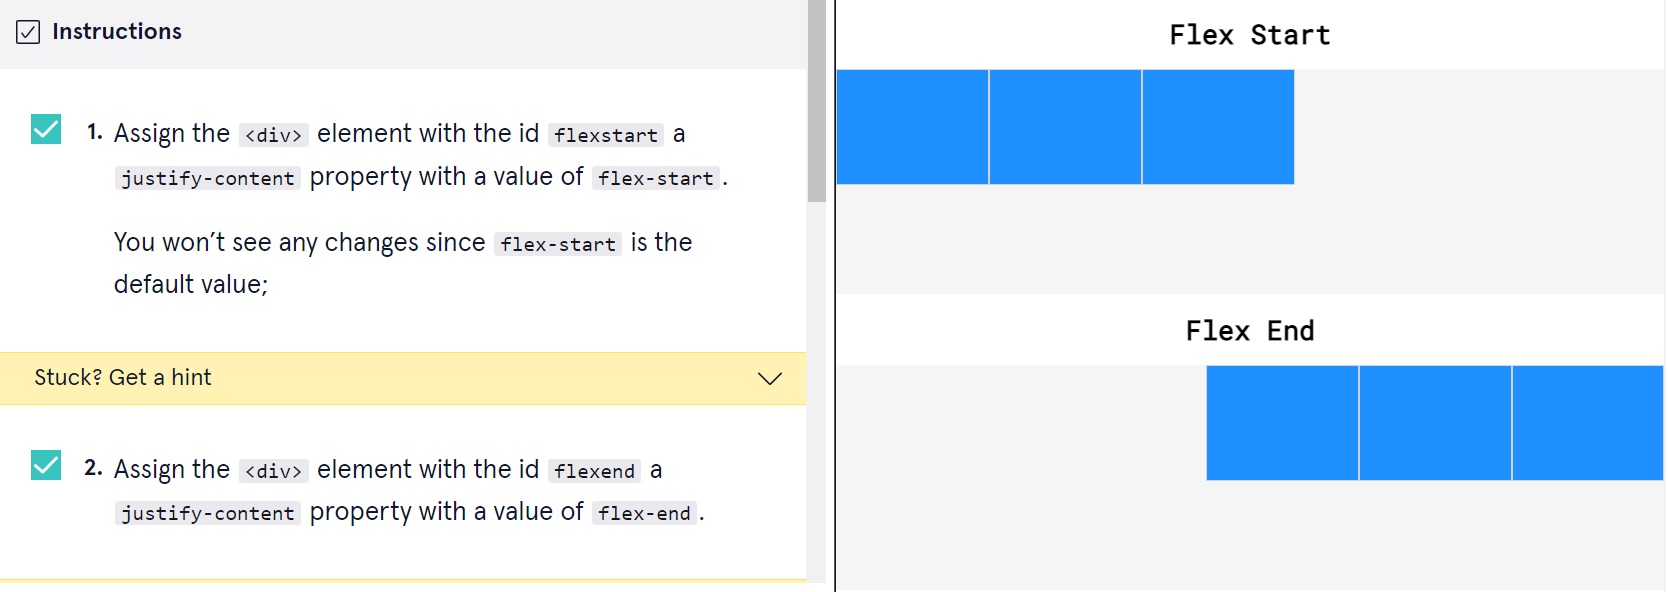 Instructions
1. Assign the <div> element with the id flexstart a
justify-content property with a value of flex-start.
You won’t see any changes since flex-start is the
default value;
Stuck? Get a hint
2. Assign the <div> element with the id flexend a
justify-content property with a value of flex-end.
Flex Start
Flex End